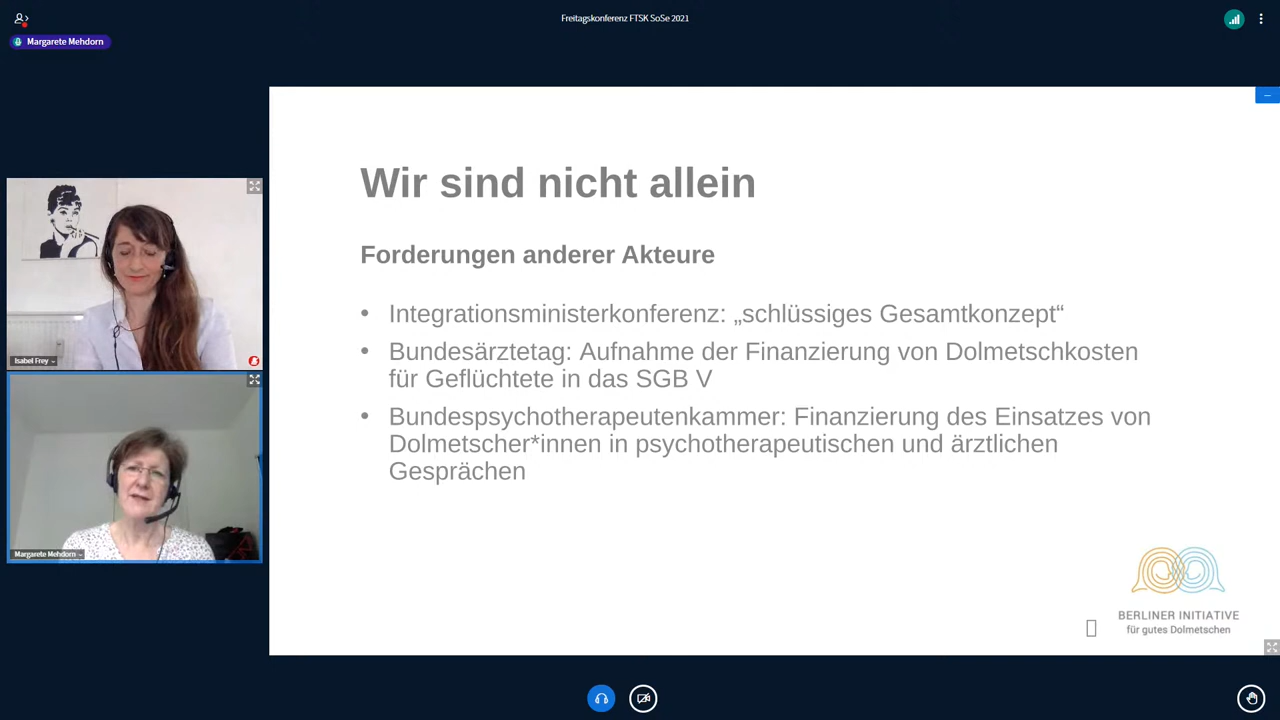 Freitagskonferenz FTSK SoSe 2021
Margarete Mehdorn
Isabel Frey
Margarete Mehdorn
Wir sind nicht allein
Forderungen anderer Akteure
• Integrationsministerkonferenz: „schlüssiges Gesamtkonzept“
• Bundesärztetag: Aufnahme der Finanzierung von Dolmetschkosten
für Geflüchtete in das SGB V
• Bundespsychotherapeutenkammer: Finanzierung des Einsatzes von
Dolmetscher*innen in psychotherapeutischen und ärztlichen
Gesprächen
BERLINER INITIATIVE
für gutes Dolmetschen